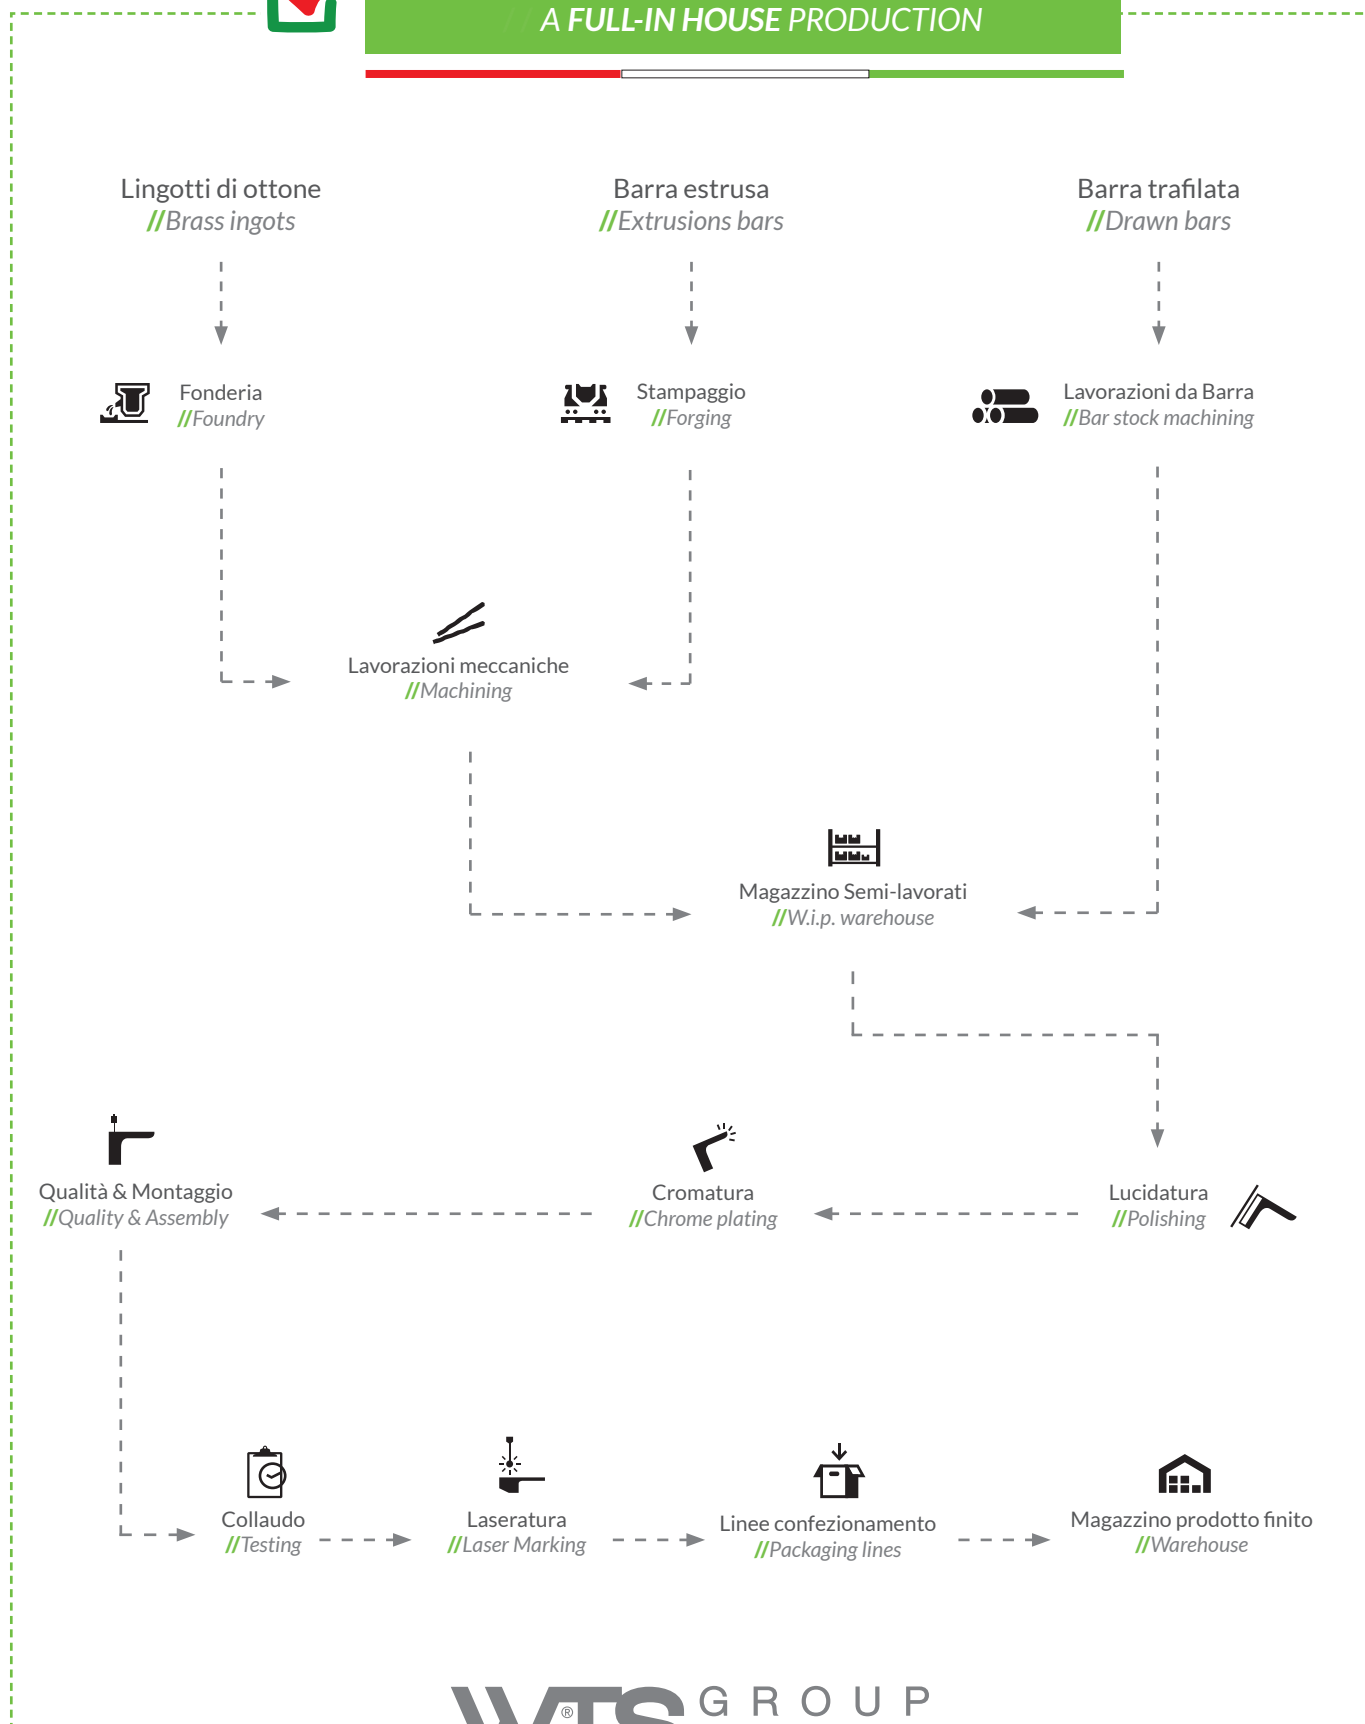 // A FULL-IN HOUSE PRODUCTION
Lingotti di ottone
//Brass ingots
Barra estrusa
//Extrusions bars
Barra trafilata
//Drawn bars
Fonderia
//Foundry
Stampaggio
//Forging
Lavorazioni da Barra
//Bar stock machining
Lavorazioni meccaniche
//Machining
Magazzino Semi-lavorati
//W.i.p. warehouse
Qualità & Montaggio
//Quality & Assembly
Cromatura
//Chrome plating
Lucidatura
//Polishing
Collaudo
//Testing
Laseratura
//Laser Marking
Linee confezionamento
//Packaging lines
Magazzino prodotto finito
//Warehouse
VVTS® GROUP